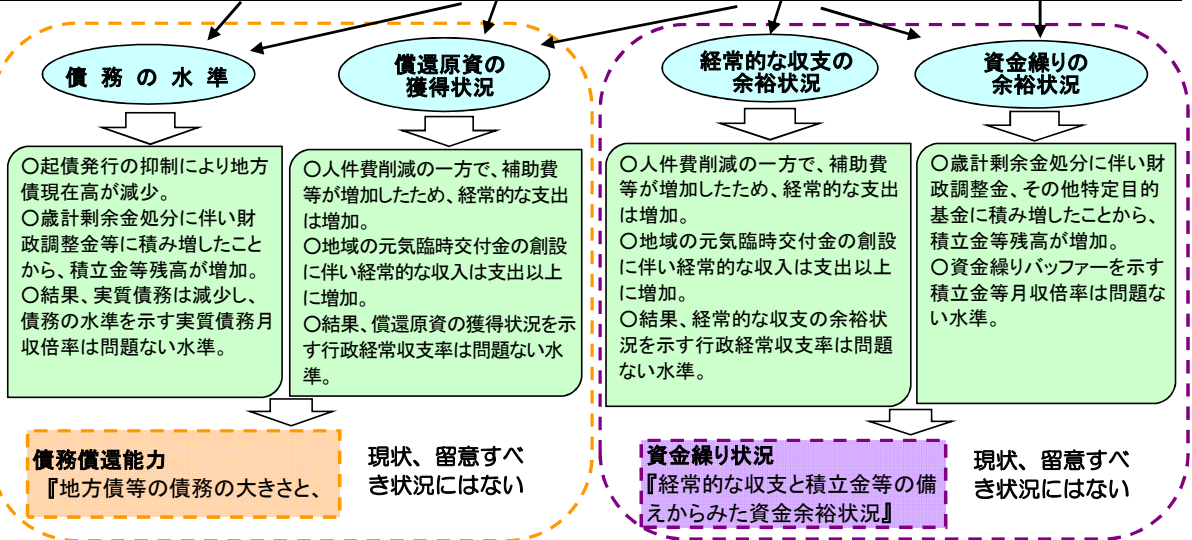 債務の水準
償還原資の
獲得状況
経常的な収支の
余裕状況
資金繰りの
余裕状況
○起債発行の抑制により地方
債現在高が減少。
○歳計剰余金処分に伴い財
政調整金等に積み増したこと
から、積立金等残高が増加。
○結果、実質債務は減少し、
債務の水準を示す実質債務月
収倍率は問題ない水準。
○人件費削減の一方で、補助費
等が増加したため、経常的な支出
は増加。
○地域の元気臨時交付金の創設
に伴い経常的な収入は支出以上
に増加。
○結果、償還原資の獲得状況を示
す行政経常収支率は問題ない水
準。
○人件費削減の一方で、補助費
等が増加したため、経常的な支出
は増加。
○地域の元気臨時交付金の創設
に伴い経常的な収入は支出以上
に増加。
○結果、経常的な収支の余裕状
況を示す行政経常収支率は問題
ない水準。
○歳計剰余金処分に伴い財
政調整金、その他特定目的
基金に積み増したことから、
積立金等残高が増加。
○資金繰りバッファーを示す
積立金等月収倍率は問題な
い水準。
債務償還能力
『地方債等の債務の大きさと、
現状、留意すべ
き状況にはない
資金繰り状況
『経常的な収支と積立金等の備
えからみた資金余裕状況』
現状、留意すべ
き状況にはない